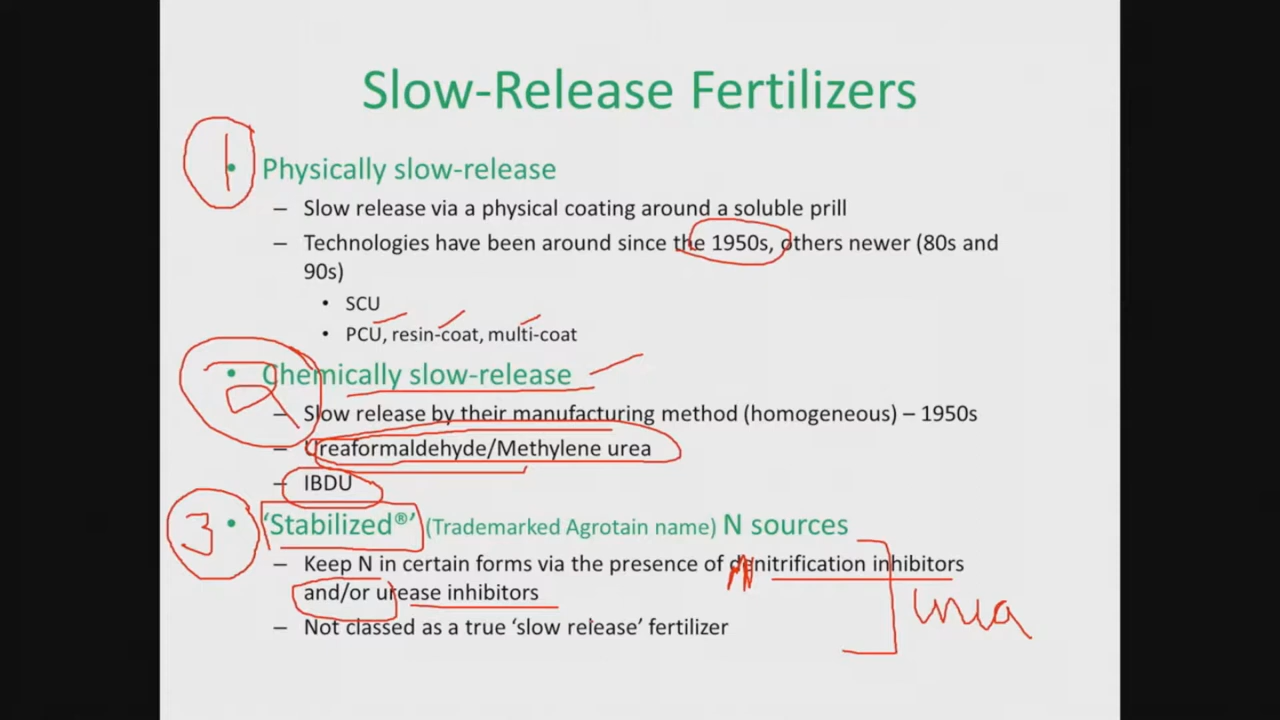 Slow-Release Fertilizers
1
• Physically slow-release
– Slow release via a physical coating around a soluble prill
– Technologies have been around since the 1950s, others newer (80s and
90s)
• SCU
• PCU, resin-coat, multi-coat
2
• Chemically slow-release
– Slow release by their manufacturing method (homogeneous) – 1950s
– Ureaformaldehyde/Methylene urea
– IBDU
3
• ‘Stabilized®’ (Trademarked Agrotain name) N sources
– Keep N in certain forms via the presence of denitrification inhibitors
and/or urease inhibitors
– Not classed as a true ‘slow release’ fertilizer
urea